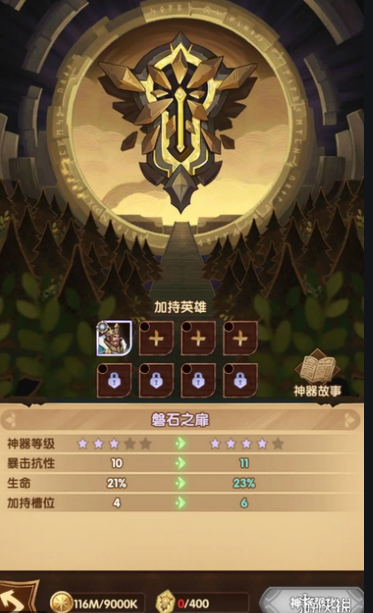 加持英雄
神器故事
磐石之扉
神器等级
暴击抗性 10 11
生命 21% 23%
加持槽位 4 6
116M/9000K 0/400